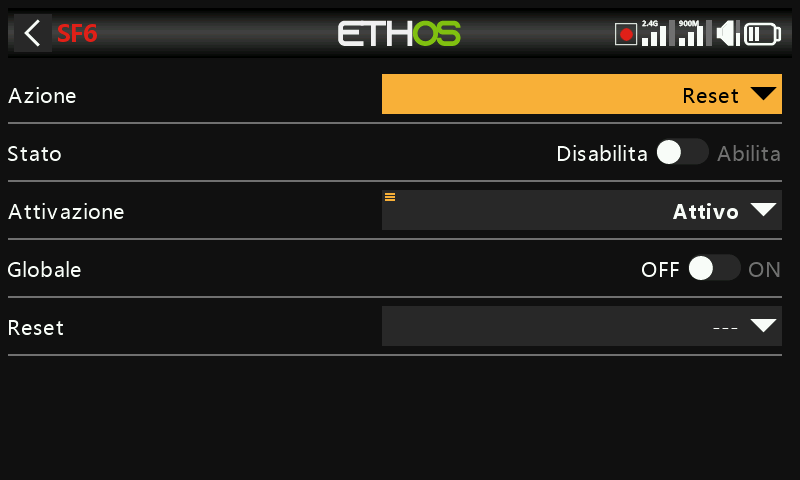 SF6 ETHOS 2.4G 900M
Azione Reset
Stato Disabilita Abilita
Attivazione Attivo
Globale OFF ON
Reset ---